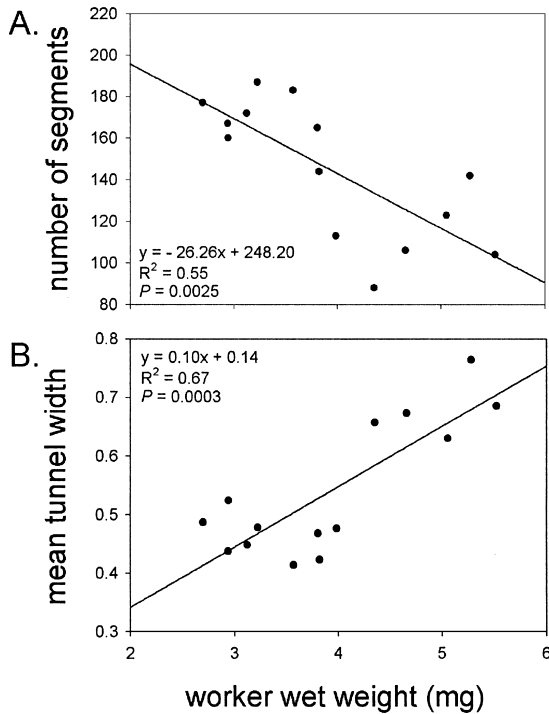 A.
220
200
180
160
140
120
100
80
number of segments
y = - 26.26x + 248.20
R² = 0.55
P = 0.0025
B.
0.8
0.7
0.6
0.5
0.4
0.3
mean tunnel width
y = 0.10x + 0.14
R² = 0.67
P = 0.0003
2 3 4 5 6
worker wet weight (mg)